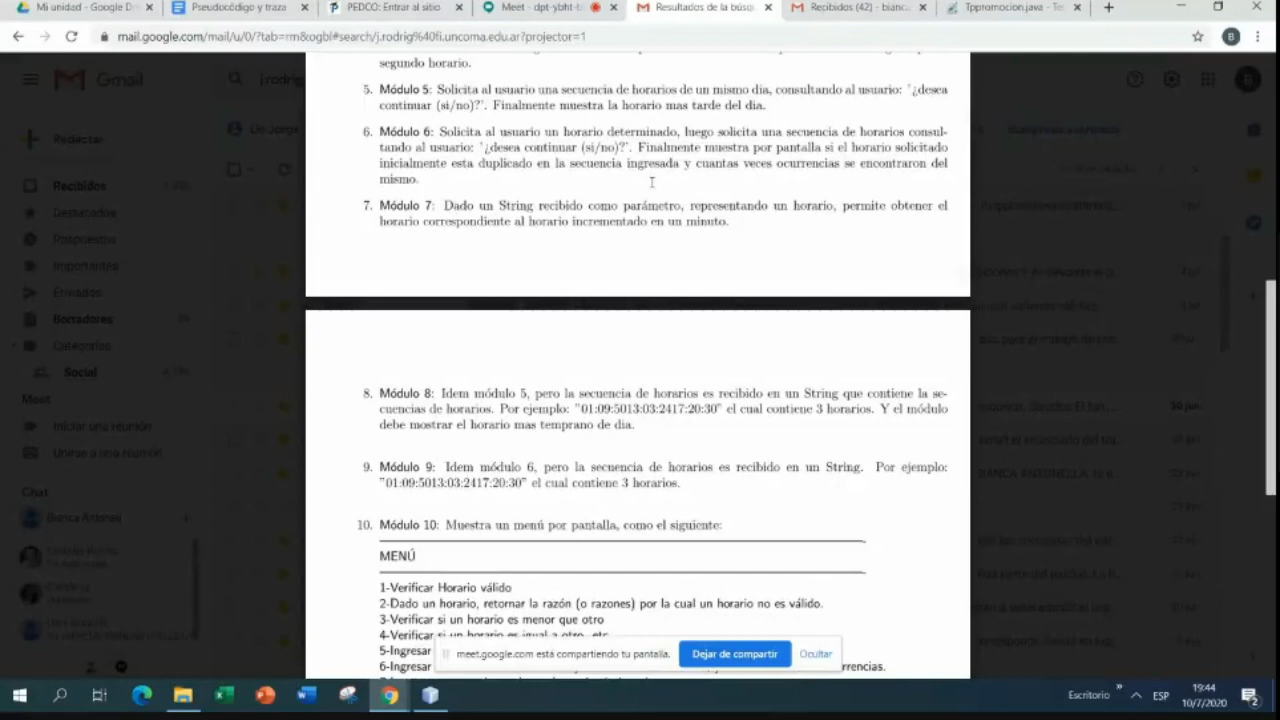 Mi unidad - Google D
Pseudocódigo y traza
PEDCO: Entrar al sitio
Meet - dpt-ybht-b
Resultados de la búsq
Recibidos (42) - bianca
Tppromocion.java - Te
mail.google.com/mail/u/0/?tab=rm&ogbl#search/j.rodrig%40fi.uncoma.edu.ar?projector=1
B
Gmail
Redactar
Recibidos
Destacados
Pospuestos
Importantes
Enviados
Borradores
Categorías
Social
Meet
Iniciar una reunión
Unirse a una reunión
Chat
segundo horario.
5. Módulo 5: Solicita al usuario una secuencia de horarios de un mismo dia, consultando al usuario: '¿desea
continuar (si/no)?'. Finalmente muestra la horario mas tarde del dia.
6. Módulo 6: Solicita al usuario un horario determinado, luego solicita una secuencia de horarios consul-
tando al usuario: '¿desea continuar (si/no)?'. Finalmente muestra por pantalla si el horario solicitado
inicialmente esta duplicado en la secuencia ingresada y cuantas veces ocurrencias se encontraron del
mismo.
7. Módulo 7: Dado un String recibido como parámetro, representando un horario, permite obtener el
horario correspondiente al horario incrementado en un minuto.
8. Módulo 8: Idem módulo 5, pero la secuencia de horarios es recibido en un String que contiene la se-
cuencias de horarios. Por ejemplo: "01:09:5013:03:2417:20:30" el cual contiene 3 horarios. Y el módulo
debe mostrar el horario mas temprano de dia.
9. Módulo 9: Idem módulo 6, pero la secuencia de horarios es recibido en un String. Por ejemplo:
"01:09:5013:03:2417:20:30" el cual contiene 3 horarios.
10. Módulo 10: Muestra un menú por pantalla, como el siguiente:
MENÚ
1-Verificar Horario válido
2-Dado un horario, retornar la razón (o razones) por la cual un horario no es válido.
3-Verificar si un horario es menor que otro
4-Verificar si un horario es igual a otro, etc
5-Ingresar
6-Ingresar
rrencias.
meet.google.com está compartiendo tu pantalla.
Dejar de compartir
Ocultar
Escritorio
ESP
19:44
10/7/2020
2